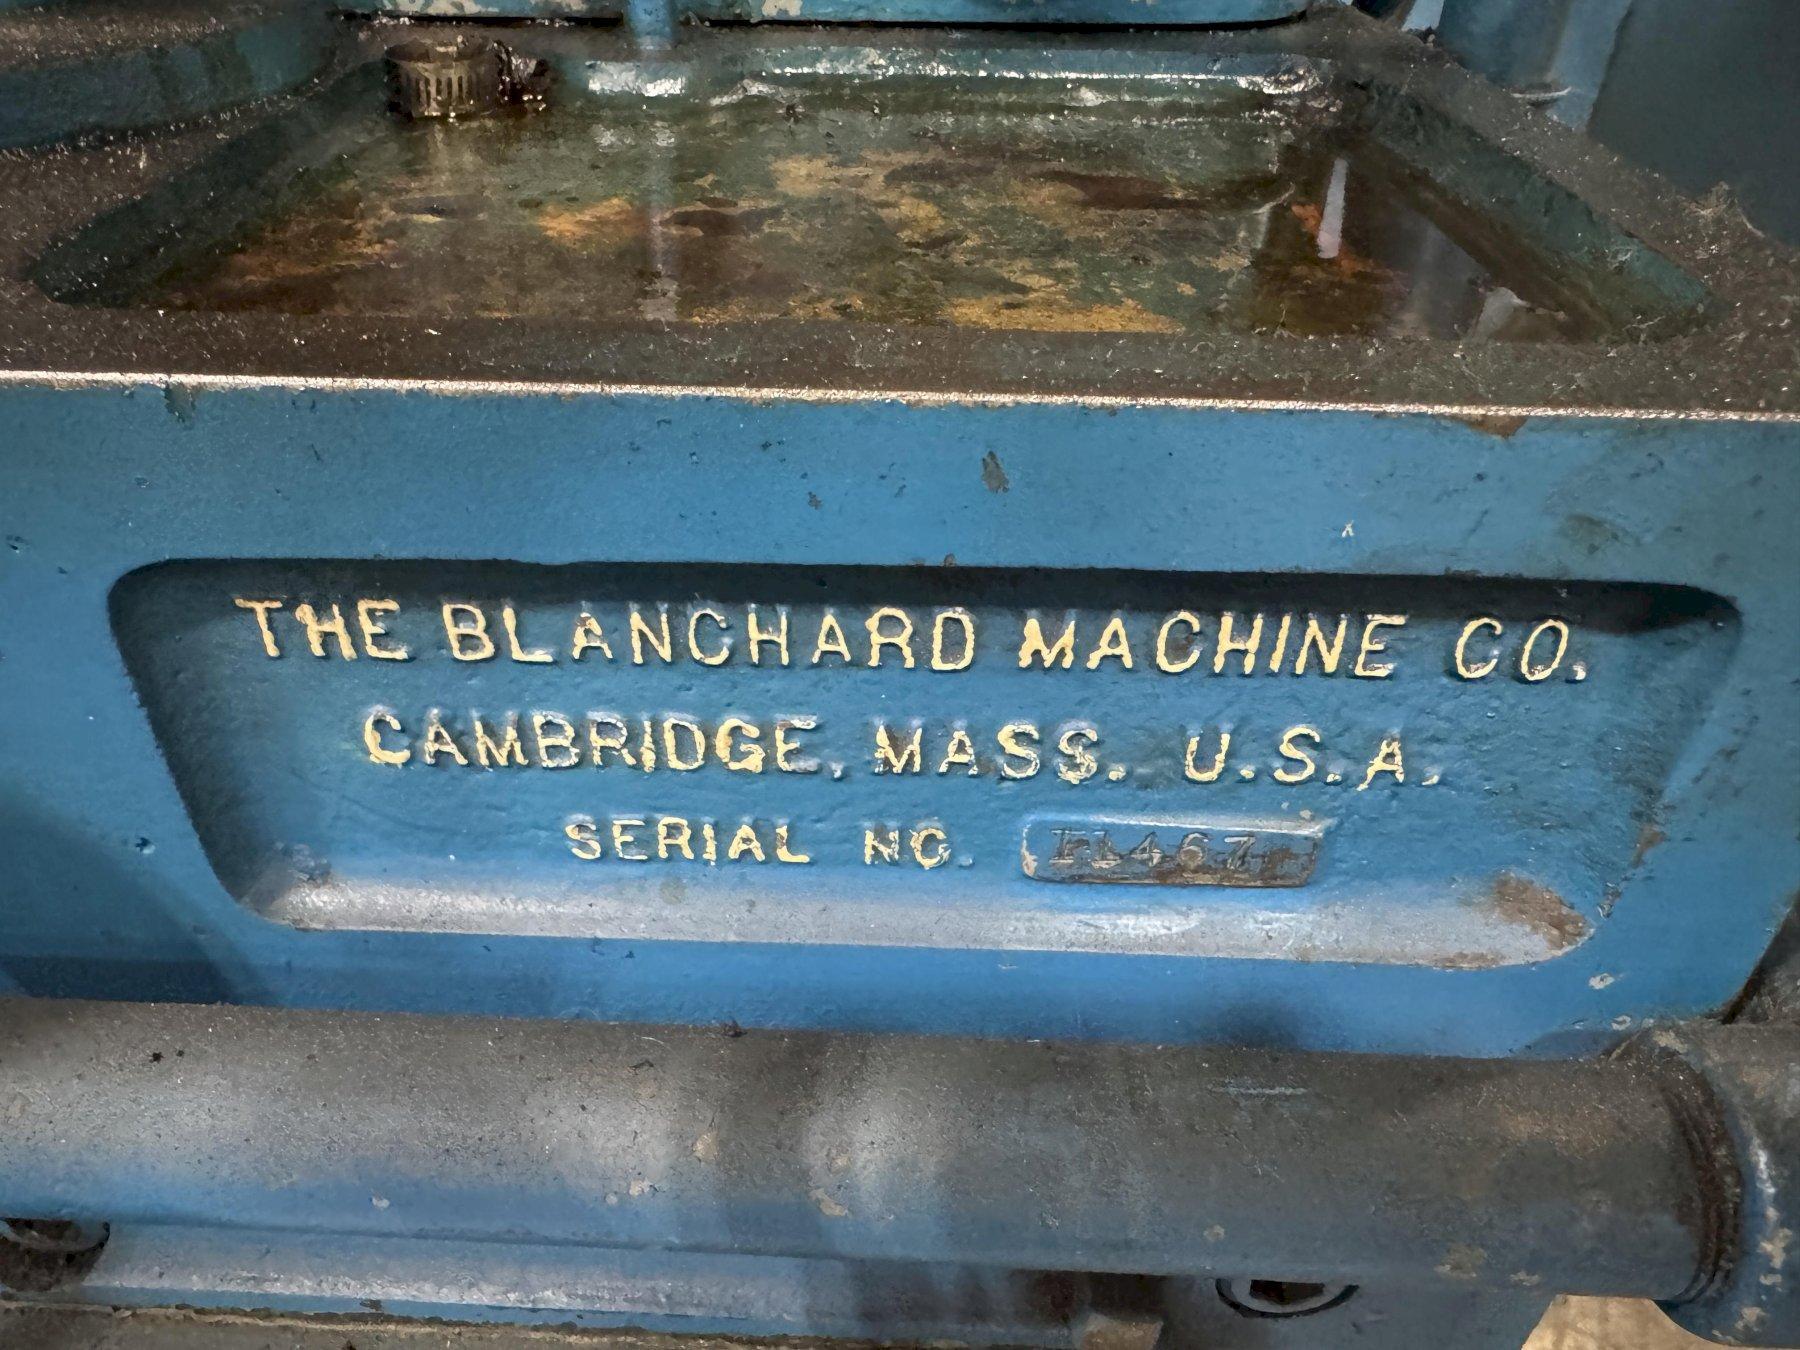 THE BLANCHARD MACHINE CO.
CAMBRIDGE, MASS. U.S.A.
SERIAL NO.